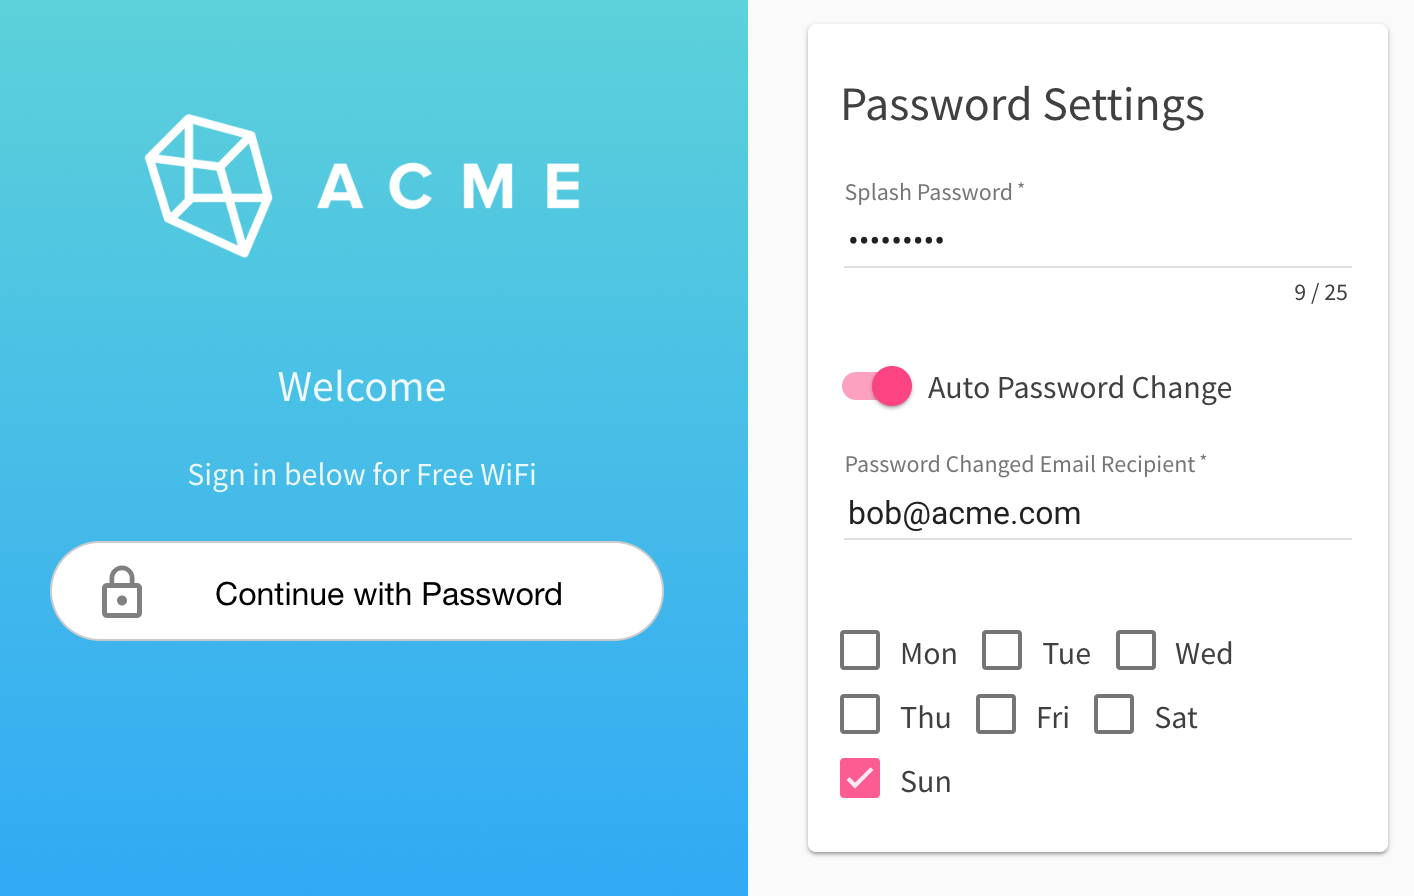 ACME
Welcome
Sign in below for Free WiFi
Continue with Password
Password Settings
Splash Password *
•••••••••
9 / 25
Auto Password Change
Password Changed Email Recipient *
bob@acme.com
Mon Tue Wed
Thu Fri Sat
Sun